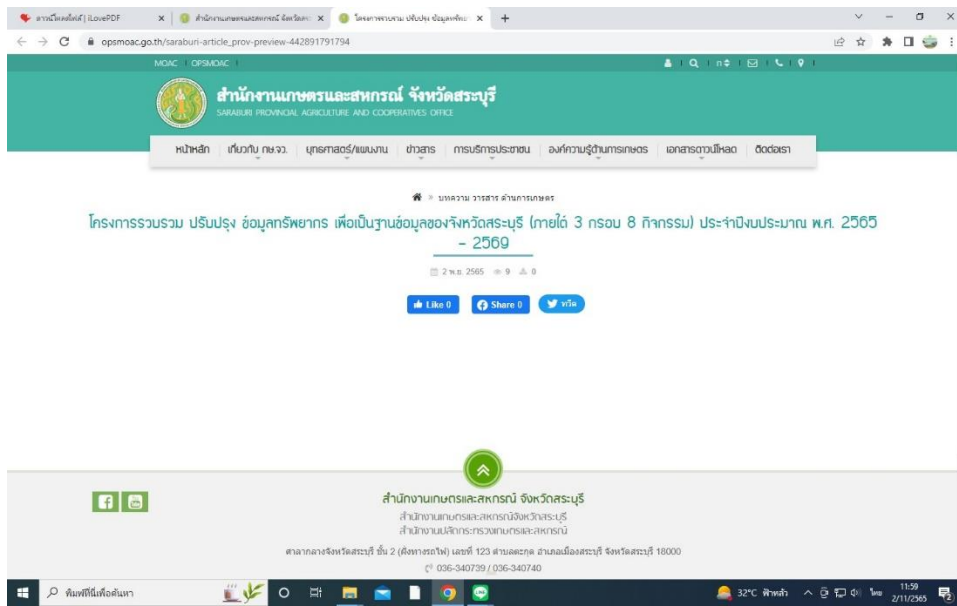 ดาวน์โหลดไฟล์ | iLovePDF
สำนักงานเกษตรและสหกรณ์ จังหวัดสระ
โครงการรวบรวม ปรับปรุง ข้อมูลทรัพยา
opsmoac.go.th/saraburi-article_prov-preview-442891791794
MOAC | OPSMOAC |
ก
สำนักงานเกษตรและสหกรณ์ จังหวัดสระบุรี
SARABURI PROVINCIAL AGRICULTURE AND COOPERATIVES OFFICE
หน้าหลัก เกี่ยวกับ กษ.จว. ยุทธศาสตร์/แผนงาน ข่าวสาร การบริการประชาชน องค์ความรู้ด้านการเกษตร เอกสารดาวน์โหลด ติดต่อเรา
» บทความ วารสาร ด้านการเกษตร
โครงการรวบรวม ปรับปรุง ข้อมูลทรัพยากร เพื่อเป็นฐานข้อมูลของจังหวัดสระบุรี (ภายใต้ 3 กรอบ 8 กิจกรรม) ประจำปีงบประมาณ พ.ศ. 2565
- 2569
2 พ.ย. 2565 9 0
Like 0 Share 0 ทวีต
สำนักงานเกษตรและสหกรณ์ จังหวัดสระบุรี
สำนักงานเกษตรและสหกรณ์จังหวัดสระบุรี
สำนักงานปลัดกระทรวงเกษตรและสหกรณ์
ศาลากลางจังหวัดสระบุรี ชั้น 2 (ฝั่งทางรถไฟ) เลขที่ 123 ตำบลตะกุด อำเภอเมืองสระบุรี จังหวัดสระบุรี 18000
036-340739 / 036-340740
พิมพ์ที่นี่เพื่อค้นหา
32°C ฟ้าหลัว
ไทย
11:59
2/11/2565
2